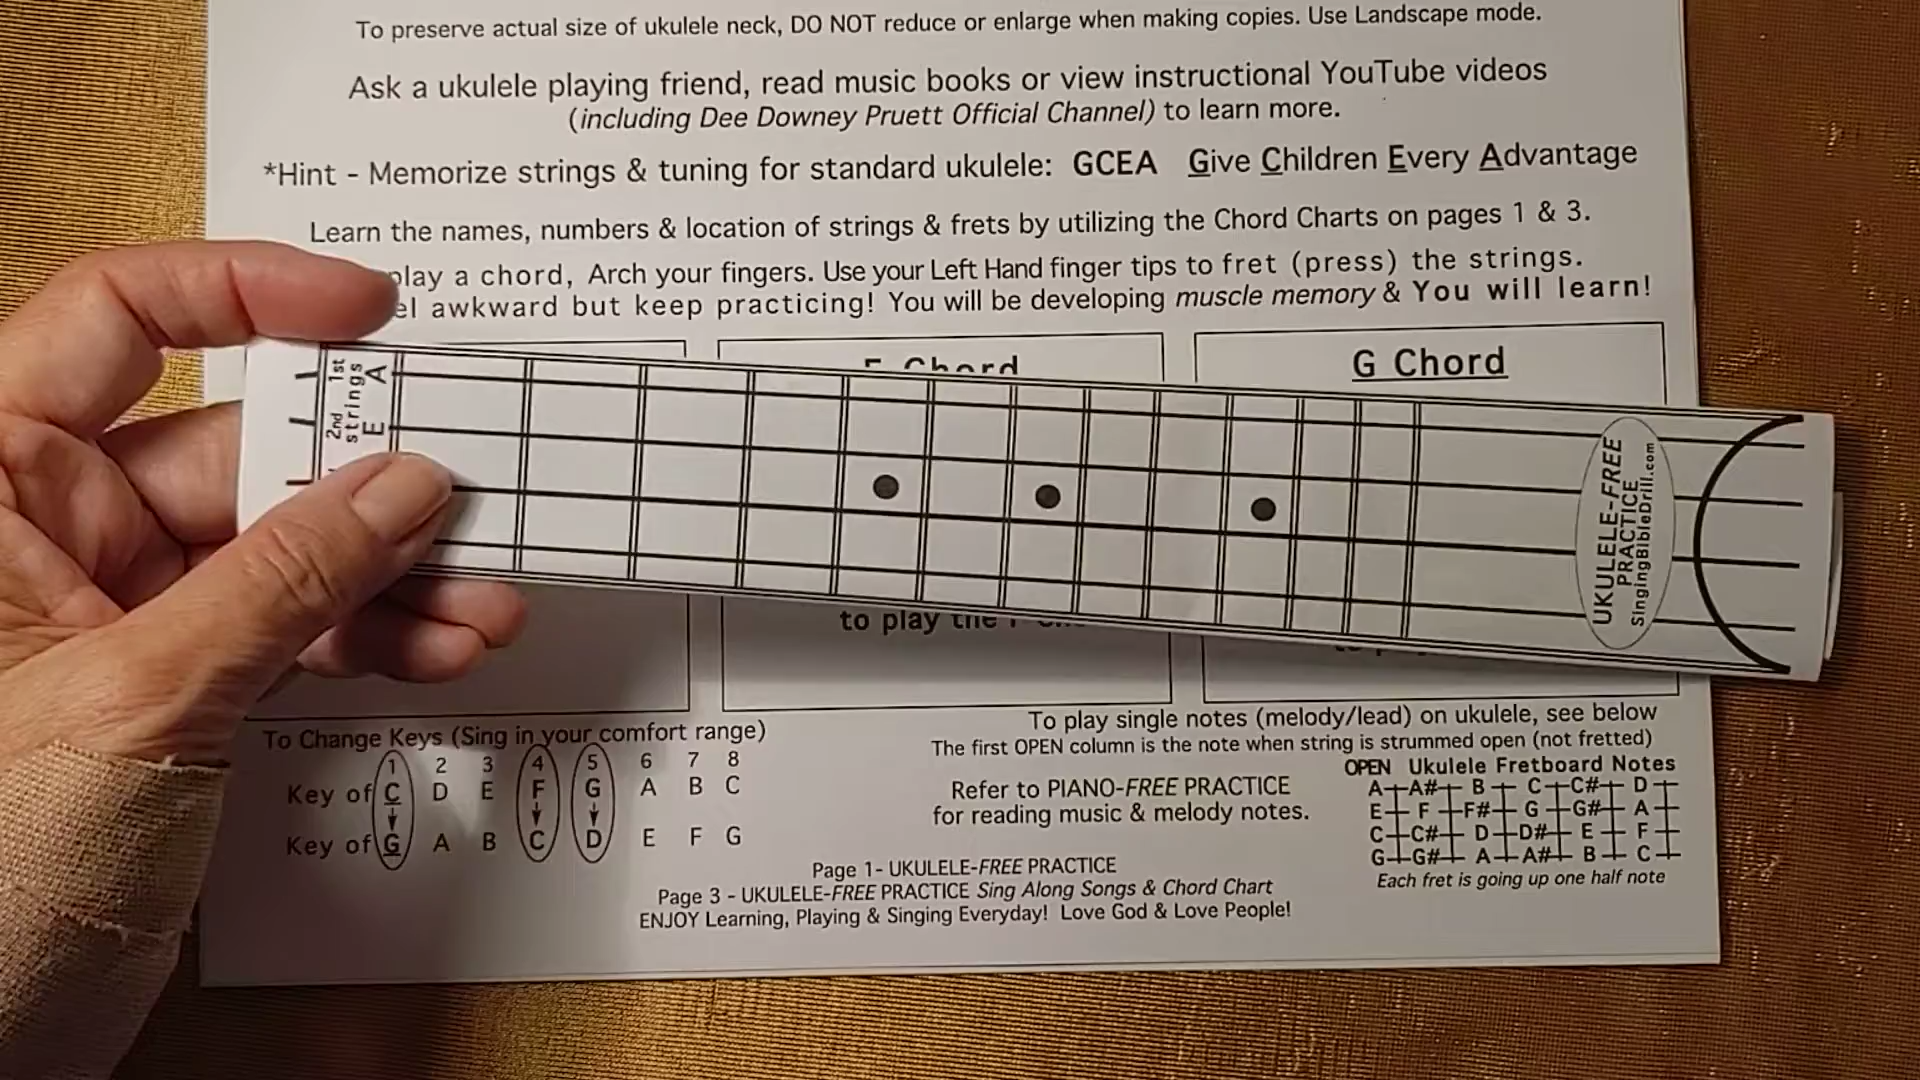 To preserve actual size of ukulele neck, DO NOT reduce or enlarge when making copies. Use Landscape mode.
Ask a ukulele playing friend, read music books or view instructional YouTube videos
(including Dee Downey Pruett Official Channel) to learn more.
*Hint - Memorize strings & tuning for standard ukulele: GCEA Give Children Every Advantage
Learn the names, numbers & location of strings & frets by utilizing the Chord Charts on pages 1 & 3.
play a chord, Arch your fingers. Use your Left Hand finger tips to fret (press) the strings.
awkward but keep practicing! You will be developing muscle memory & You will learn!
Chord
G Chord
2nd 1st
strings
E A
UKULELE-FREE
PRACTICE
SingingBibleDrill.com
to play the
To Change Keys (Sing in your comfort range)
1 2 3 4 5 6 7 8
Key of C D E F G A B C
Key of G A B C D E F G
To play single notes (melody/lead) on ukulele, see below
The first OPEN column is the note when string is strummed open (not fretted)
Refer to PIANO-FREE PRACTICE
for reading music & melody notes.
OPEN Ukulele Fretboard Notes
A A# B C C# D
E F F# G G# A
C C# D D# E F
G G# A A# B C
Each fret is going up one half note
Page 1- UKULELE-FREE PRACTICE
Page 3 - UKULELE-FREE PRACTICE Sing Along Songs & Chord Chart
ENJOY Learning, Playing & Singing Everyday! Love God & Love People!